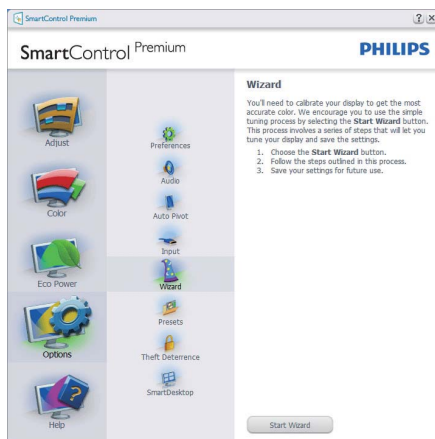 SmartControl Premium
SmartControl Premium
PHILIPS
Adjust
Color
Eco Power
Options
Help
Preferences
Audio
Auto Pivot
Input
Wizard
Presets
Theft Deterrence
SmartDesktop
Wizard
You'll need to calibrate your display to get the most
accurate color. We encourage you to use the simple
tuning process by selecting the Start Wizard button.
This process involves a series of steps that will let you
tune your display and save the settings.
1. Choose the Start Wizard button.
2. Follow the steps outlined in this process.
3. Save your settings for future use.
Start Wizard